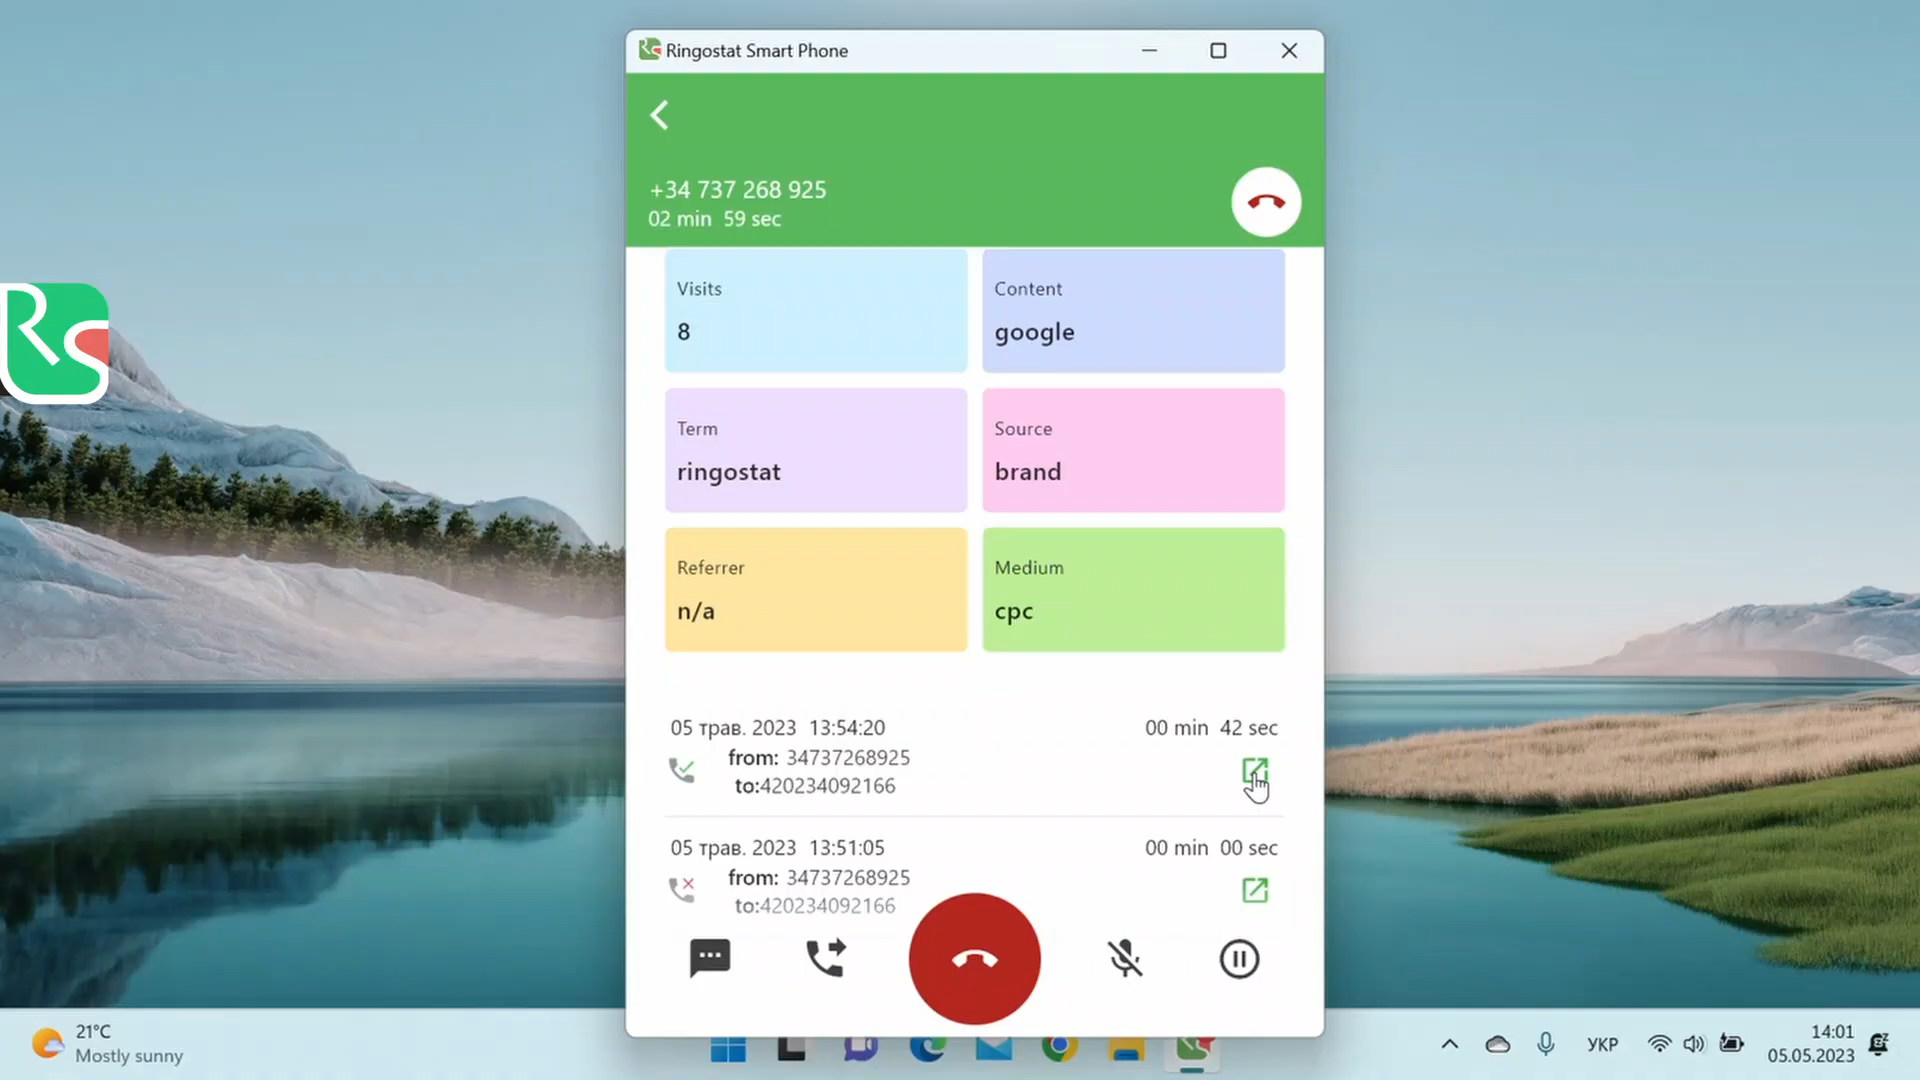 Ringostat Smart Phone
+34 737 268 925
02 min 59 sec
Visits
8
Content
google
Term
ringostat
Source
brand
Referrer
n/a
Medium
cpc
05 трав. 2023 13:54:20
00 min 42 sec
from: 34737268925
to:420234092166
05 трав. 2023 13:51:05
00 min 00 sec
from: 34737268925
to:420234092166
Rs
21°C
Mostly sunny
УКР
14:01
05.05.2023